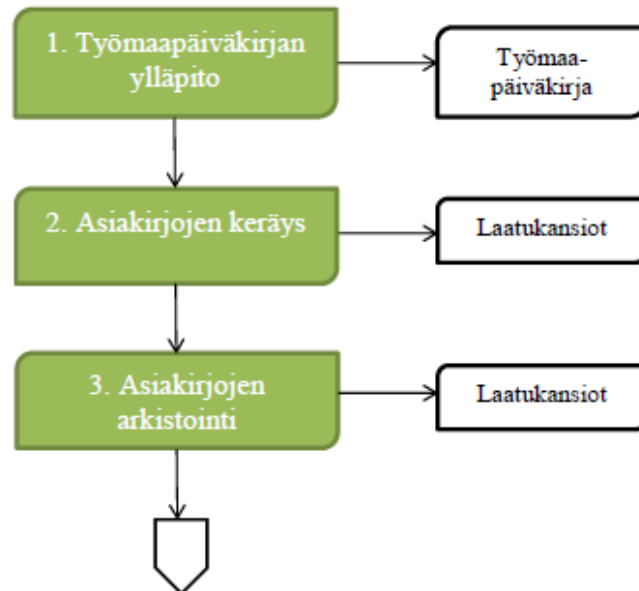 1. Työmaapäiväkirjan
ylläpito
Työmaa-
päiväkirja
2. Asiakirjojen keräys
Laatukansiot
3. Asiakirjojen
arkistointi
Laatukansiot